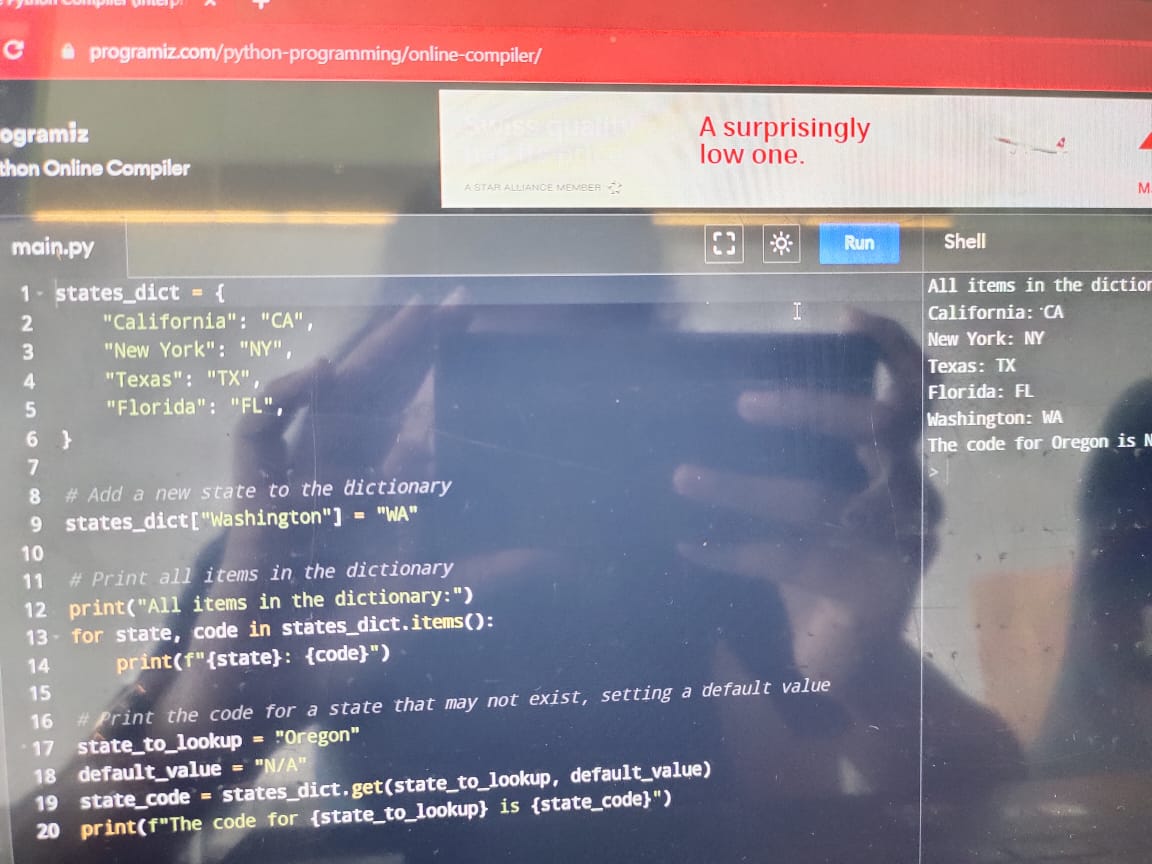 Python Compiler (Interp
programiz.com/python-programming/online-compiler/
ogramiz
thon Online Compiler
Swiss quality
A surprisingly
low one.
A STAR ALLIANCE MEMBER
main.py
Run
Shell
1 states_dict = {
2 "California": "CA",
3 "New York": "NY",
4 "Texas": "TX",
5 "Florida": "FL",
6 }
7
8 # Add a new state to the dictionary
9 states_dict["Washington"] = "WA"
10
11 # Print all items in the dictionary
12 print("All items in the dictionary:")
13 for state, code in states_dict.items():
14 print(f"{state}: {code}")
15
16 # Print the code for a state that may not exist, setting a default value
17 state_to_lookup = "Oregon"
18 default_value = "N/A"
19 state_code = states_dict.get(state_to_lookup, default_value)
20 print(f"The code for {state_to_lookup} is {state_code}")
All items in the diction
California: CA
New York: NY
Texas: TX
Florida: FL
Washington: WA
The code for Oregon is N
>